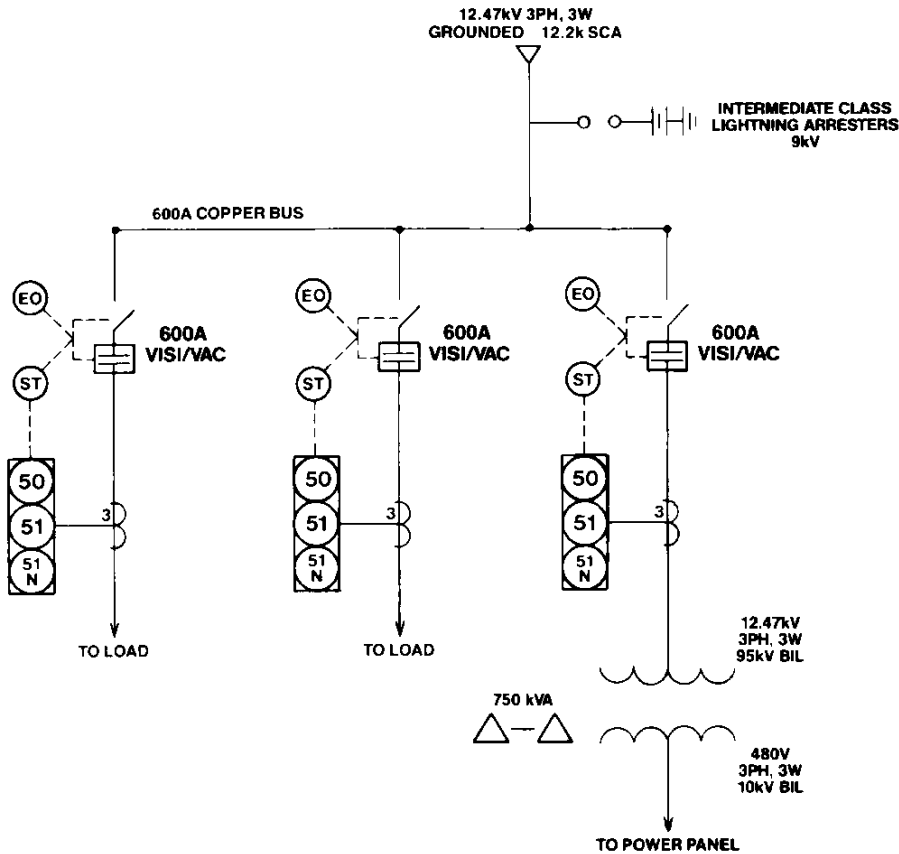 12.47kV 3PH, 3W
GROUNDED 12.2k SCA
INTERMEDIATE CLASS
LIGHTNING ARRESTERS
9kV
600A COPPER BUS
EO
600A
VISI/VAC
ST
50
51
51
N
3
TO LOAD
EO
600A
VISI/VAC
ST
50
51
51
N
3
TO LOAD
EO
600A
VISI/VAC
ST
50
51
51
N
3
12.47kV
3PH, 3W
95kV BIL
750 kVA
480V
3PH, 3W
10kV BIL
TO POWER PANEL